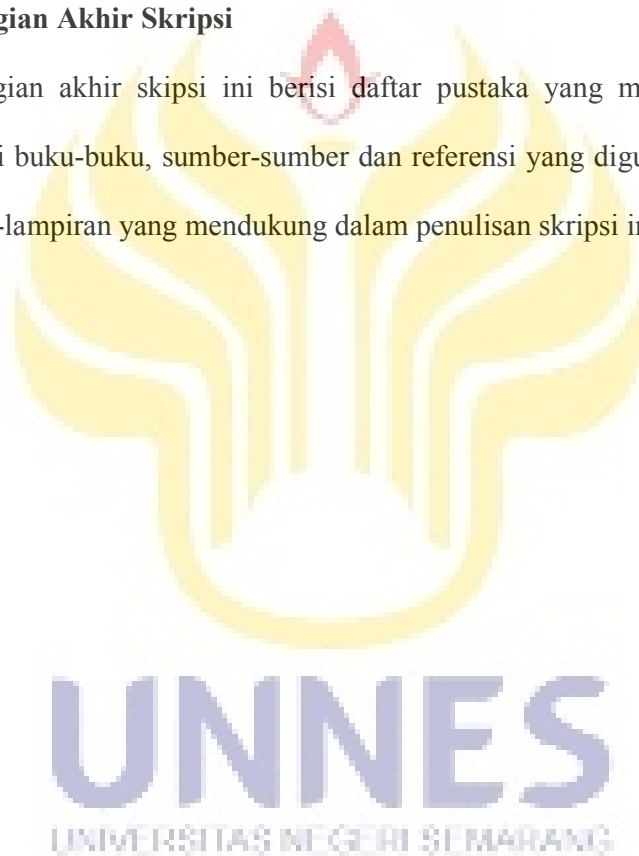 gian Akhir Skripsi
gian akhir skipsi ini berisi daftar pustaka yang m
i buku-buku, sumber-sumber dan referensi yang digu
-lampiran yang mendukung dalam penulisan skripsi in
UNNES
UNIVERSITAS NEGERI SEMARANG